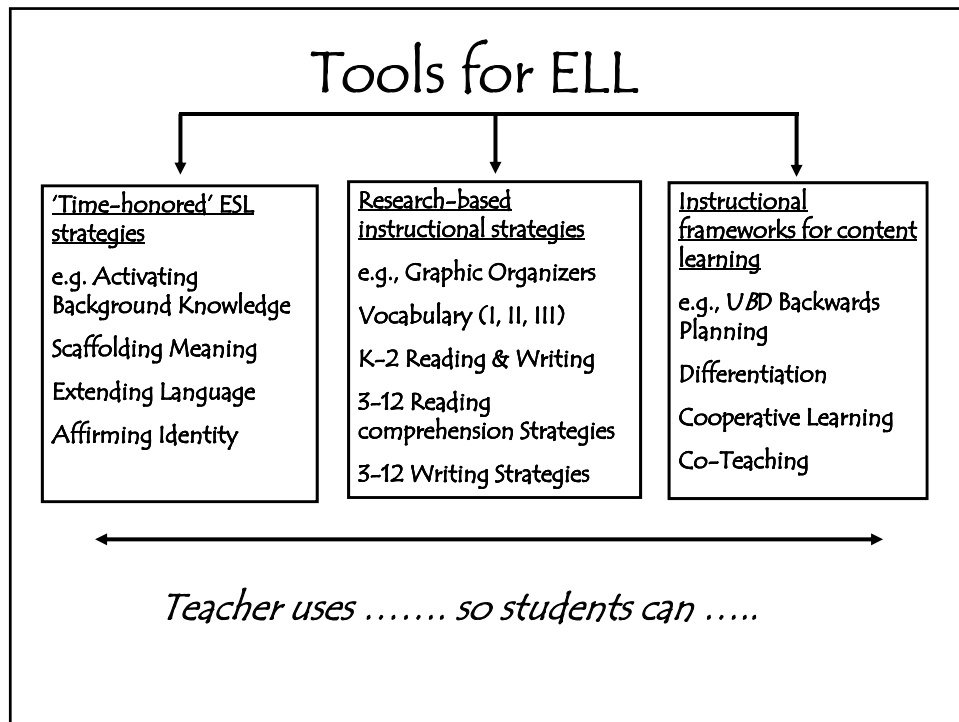 Tools for ELL
'Time-honored' ESL
strategies
e.g. Activating
Background Knowledge
Scaffolding Meaning
Extending Language
Affirming Identity
Research-based
instructional strategies
e.g., Graphic Organizers
Vocabulary (I, II, III)
K-2 Reading & Writing
3-12 Reading
comprehension Strategies
3-12 Writing Strategies
Instructional
frameworks for content
learning
e.g., UBD Backwards
Planning
Differentiation
Cooperative Learning
Co-Teaching
Teacher uses ……. so students can …..